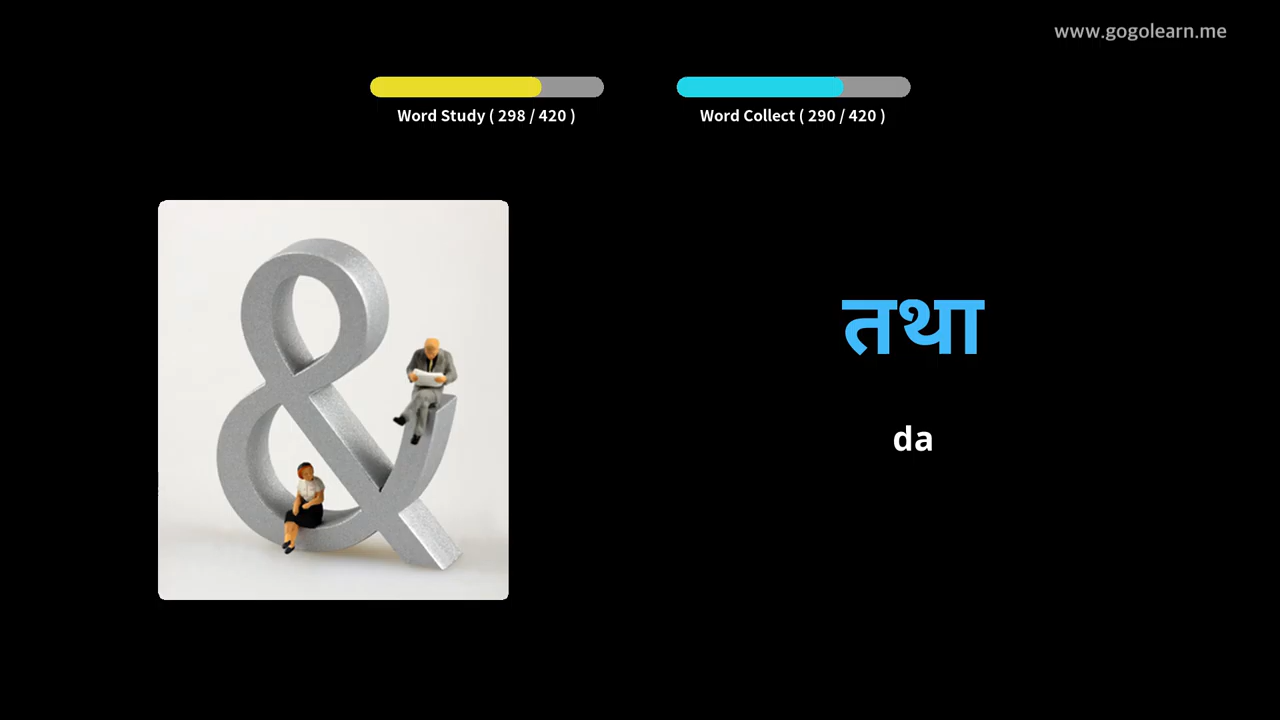 www.gogolearn.me
Word Study ( 298 / 420 )
Word Collect ( 290 / 420 )
&
तथा
da